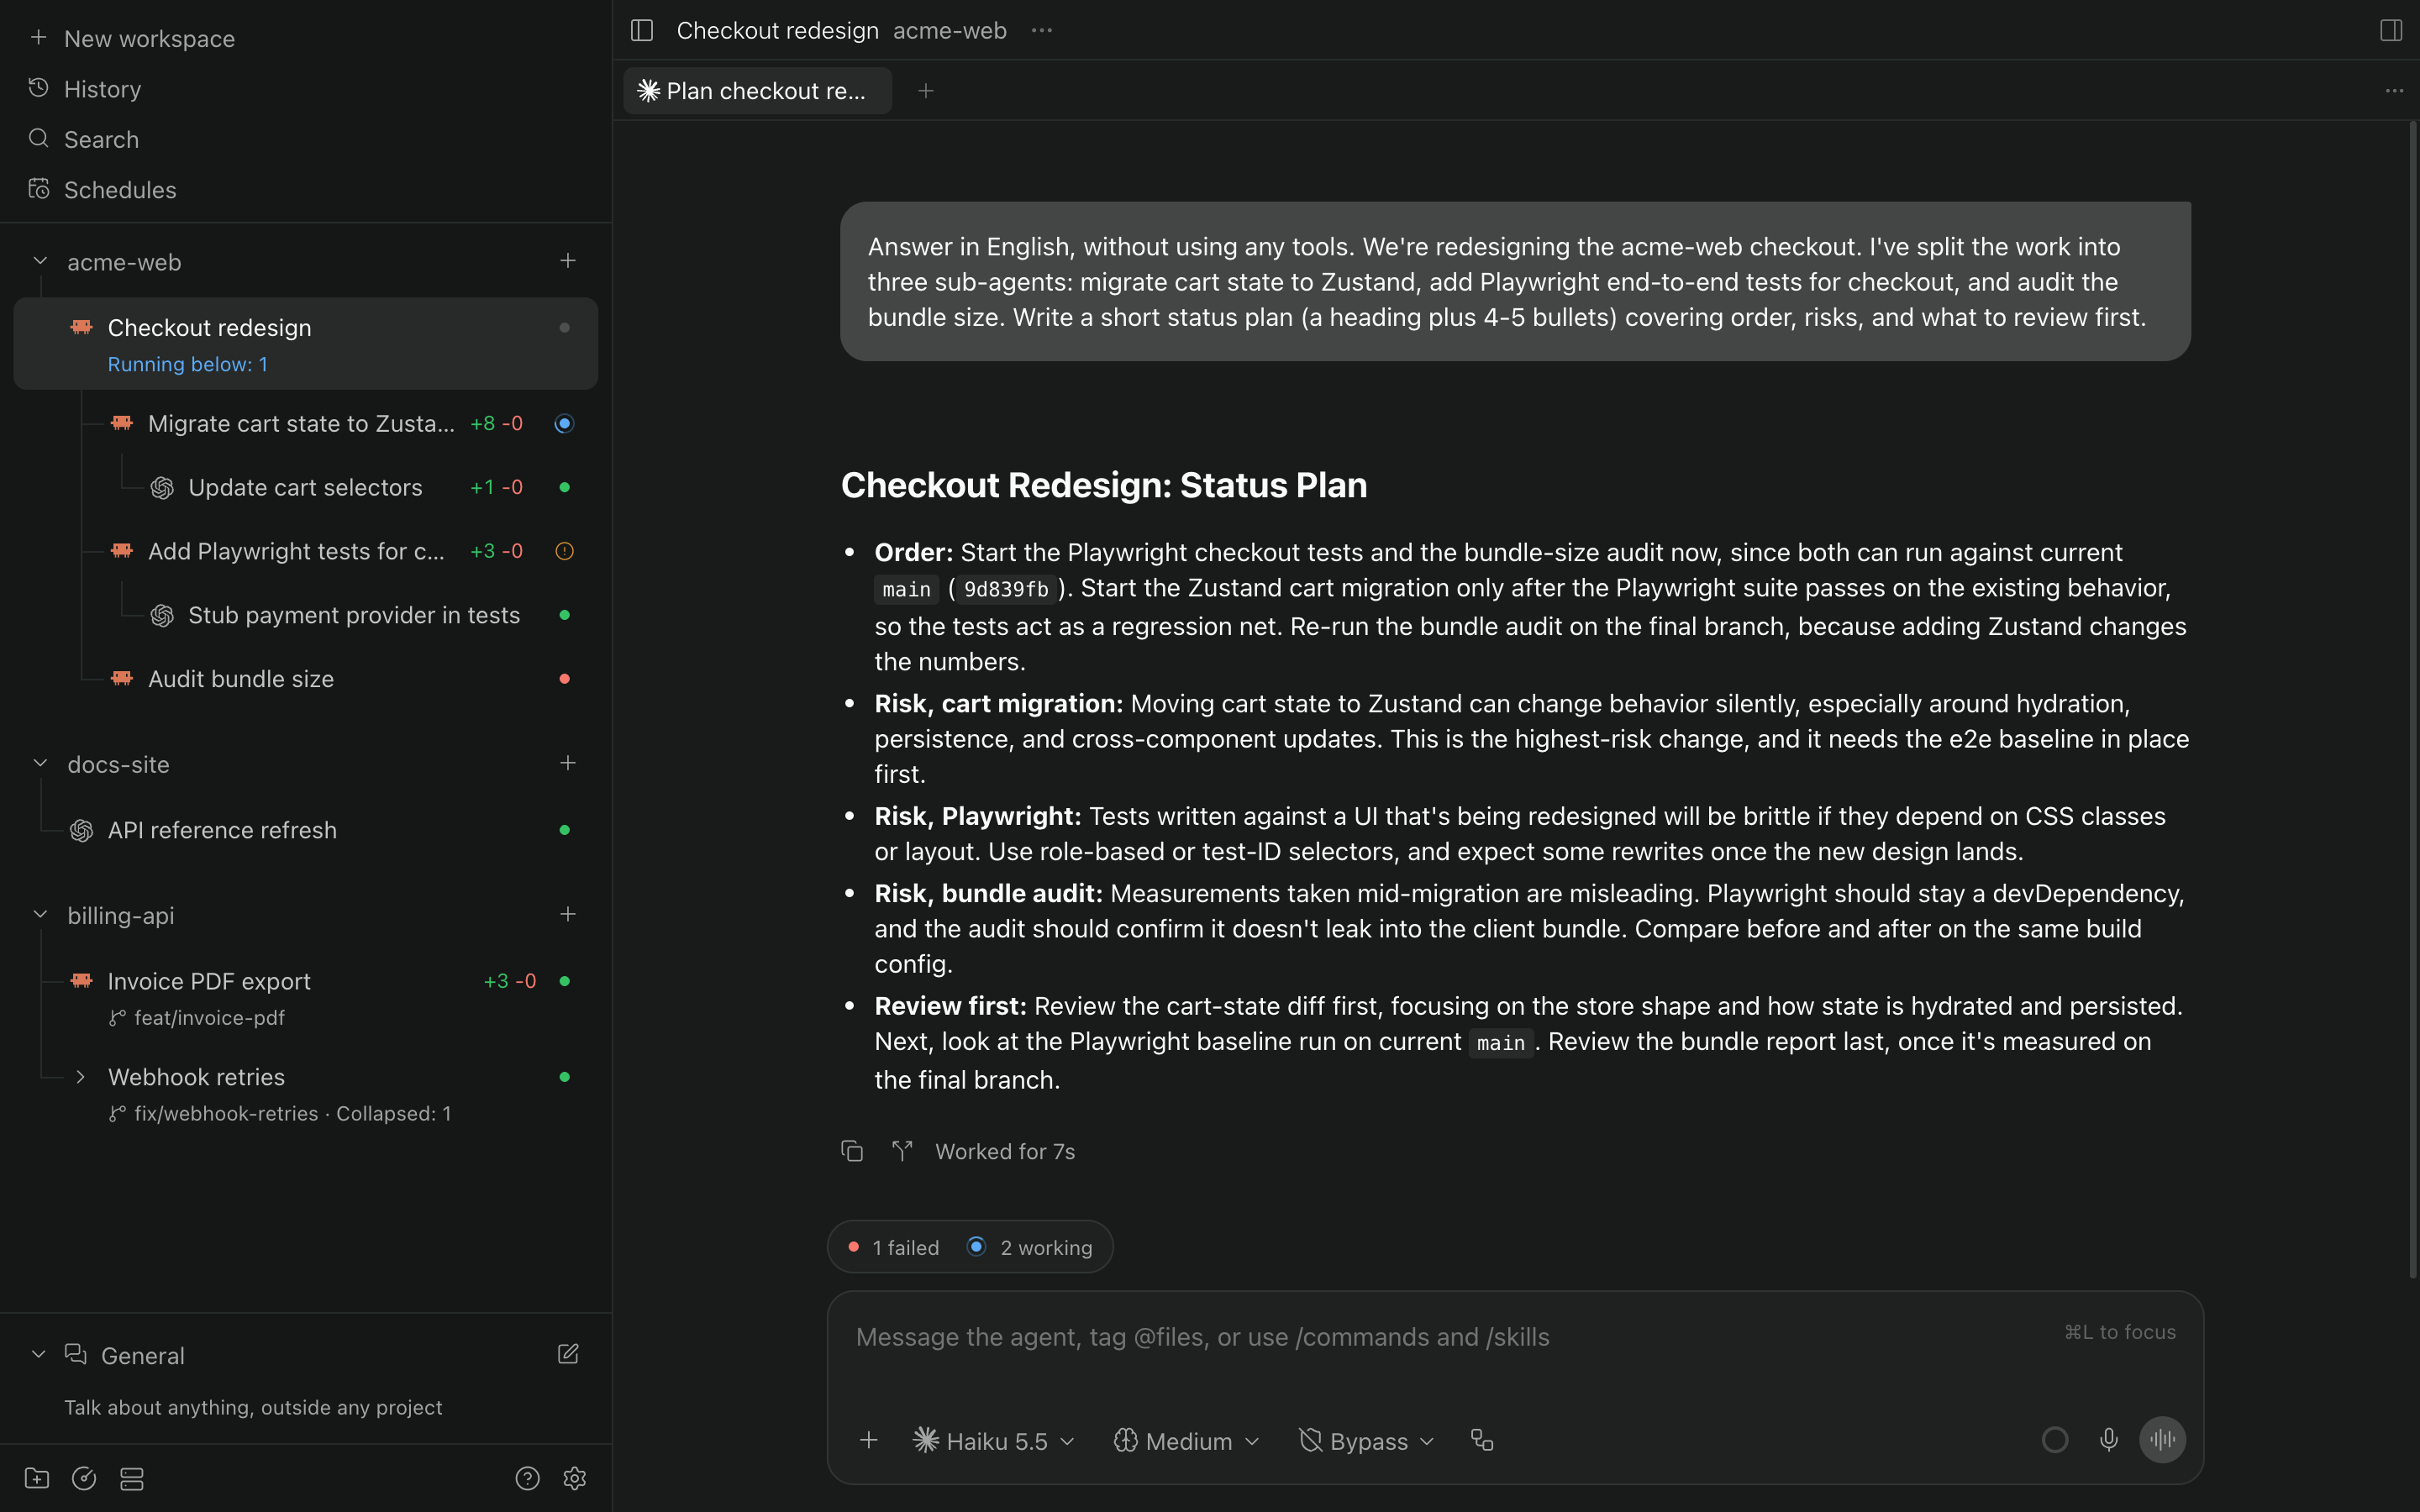 New workspace
History
Search
Schedules
acme-web
Checkout redesign
Running below: 1
Migrate cart state to Zusta... +8 -0
Update cart selectors +1 -0
Add Playwright tests for c... +3 -0
Stub payment provider in tests
Audit bundle size
docs-site
API reference refresh
billing-api
Invoice PDF export +3 -0
feat/invoice-pdf
Webhook retries
fix/webhook-retries · Collapsed: 1
General
Talk about anything, outside any project
Checkout redesign acme-web
Plan checkout re...
Answer in English, without using any tools. We're redesigning the acme-web checkout. I've split the work into
three sub-agents: migrate cart state to Zustand, add Playwright end-to-end tests for checkout, and audit the
bundle size. Write a short status plan (a heading plus 4-5 bullets) covering order, risks, and what to review first.
Checkout Redesign: Status Plan
• Order: Start the Playwright checkout tests and the bundle-size audit now, since both can run against current
main (9d839fb). Start the Zustand cart migration only after the Playwright suite passes on the existing behavior,
so the tests act as a regression net. Re-run the bundle audit on the final branch, because adding Zustand changes
the numbers.
• Risk, cart migration: Moving cart state to Zustand can change behavior silently, especially around hydration,
persistence, and cross-component updates. This is the highest-risk change, and it needs the e2e baseline in place
first.
• Risk, Playwright: Tests written against a UI that's being redesigned will be brittle if they depend on CSS classes
or layout. Use role-based or test-ID selectors, and expect some rewrites once the new design lands.
• Risk, bundle audit: Measurements taken mid-migration are misleading. Playwright should stay a devDependency,
and the audit should confirm it doesn't leak into the client bundle. Compare before and after on the same build
config.
• Review first: Review the cart-state diff first, focusing on the store shape and how state is hydrated and persisted.
Next, look at the Playwright baseline run on current main. Review the bundle report last, once it's measured on
the final branch.
Worked for 7s
1 failed 2 working
Message the agent, tag @files, or use /commands and /skills
⌘L to focus
Haiku 5.5 Medium Bypass